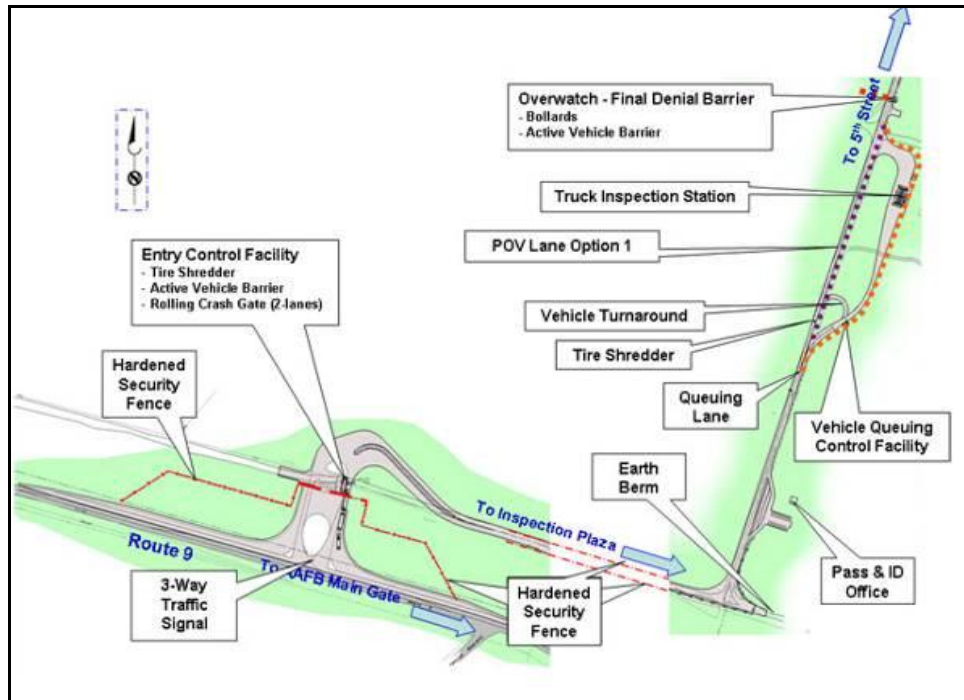 Overwatch - Final Denial Barrier
- Bollards
- Active Vehicle Barrier
To 5th Street
Truck Inspection Station
POV Lane Option 1
Entry Control Facility
- Tire Shredder
- Active Vehicle Barrier
- Rolling Crash Gate (2-lanes)
Vehicle Turnaround
Tire Shredder
Hardened
Security
Fence
Queuing
Lane
Vehicle Queuing
Control Facility
Earth
Berm
To Inspection Plaza
Route 9
To AAFB Main Gate
3-Way
Traffic
Signal
Hardened
Security
Fence
Pass & ID
Office